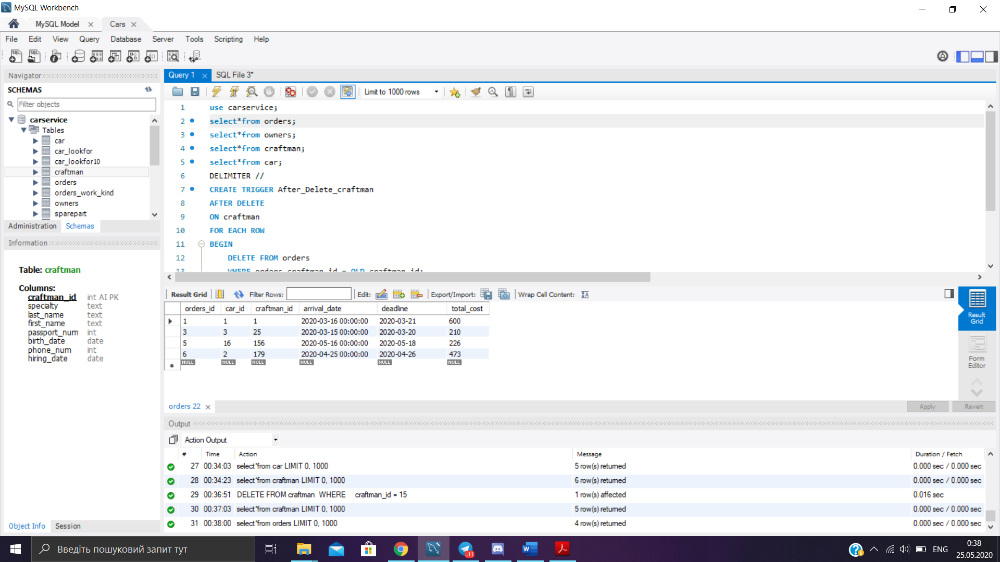 MySQL Workbench
MySQL Model
Cars
File Edit View Query Database Server Tools Scripting Help
Navigator
SCHEMAS
Filter objects
carservice
Tables
car
car_lookfor
car_lookfor10
craftman
orders
orders_work_kind
owners
sparepart
Administration Schemas
Information
Table: craftman
Columns:
craftman_id int AI PK
specialty text
last_name text
first_name text
passport_num int
birth_date date
phone_num int
hiring_date date
Object Info Session
Query 1 SQL File 3*
Limit to 1000 rows
1 use carservice;
2 select*from orders;
3 select*from owners;
4 select*from craftman;
5 select*from car;
6 DELIMITER //
7 CREATE TRIGGER After_Delete_craftman
8 AFTER DELETE
9 ON craftman
10 FOR EACH ROW
11 BEGIN
12 DELETE FROM orders
13 WHERE orders.craftman_id = OLD.craftman_id;
Result Grid Filter Rows: Edit: Export/Import: Wrap Cell Content:
orders_id car_id craftman_id arrival_date deadline total_cost
1 1 1 2020-03-16 00:00:00 2020-03-21 600
3 3 25 2020-03-15 00:00:00 2020-03-20 210
5 16 156 2020-05-16 00:00:00 2020-05-18 226
6 2 179 2020-04-25 00:00:00 2020-04-26 473
NULL NULL NULL NULL NULL NULL
Result
Grid
Form
Editor
orders 22
Apply Revert
Output
Action Output
# Time Action Message Duration / Fetch
27 00:34:03 select*from car LIMIT 0, 1000 5 row(s) returned 0.000 sec / 0.000 sec
28 00:34:23 select*from craftman LIMIT 0, 1000 6 row(s) returned 0.000 sec / 0.000 sec
29 00:36:51 DELETE FROM craftman WHERE craftman_id = 15 1 row(s) affected 0.016 sec
30 00:37:03 select*from craftman LIMIT 0, 1000 5 row(s) returned 0.000 sec / 0.000 sec
31 00:38:00 select*from orders LIMIT 0, 1000 4 row(s) returned 0.000 sec / 0.000 sec
Введіть пошуковий запит тут
..11
ENG
0:38
25.05.2020